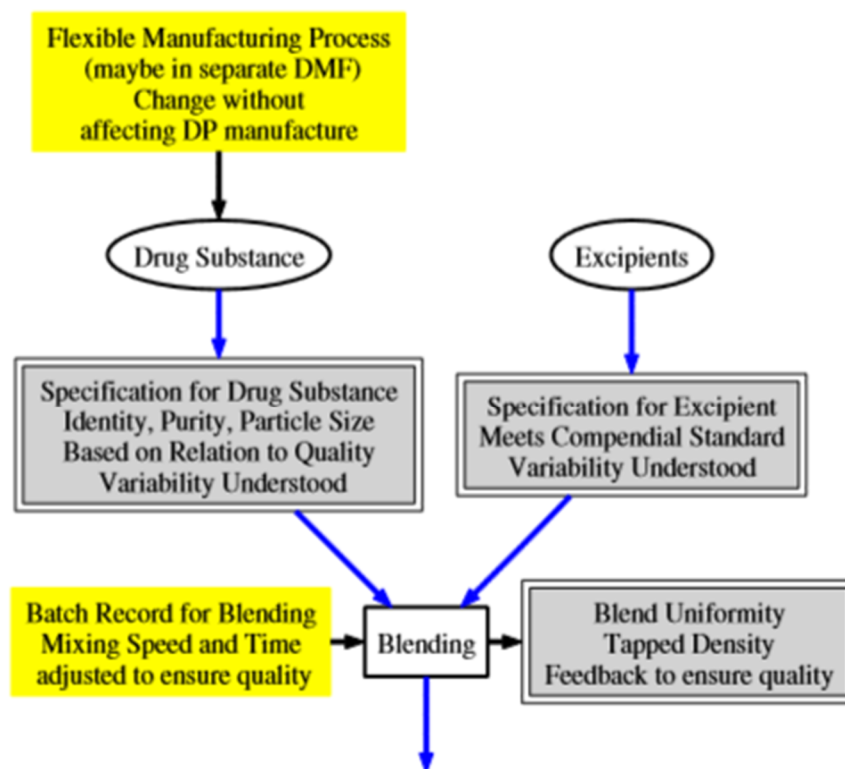 Flexible Manufacturing Process
(maybe in separate DMF)
Change without
affecting DP manufacture
Drug Substance
Excipients
Specification for Drug Substance
Identity, Purity, Particle Size
Based on Relation to Quality
Variability Understood
Specification for Excipient
Meets Compendial Standard
Variability Understood
Batch Record for Blending
Mixing Speed and Time
adjusted to ensure quality
Blending
Blend Uniformity
Tapped Density
Feedback to ensure quality